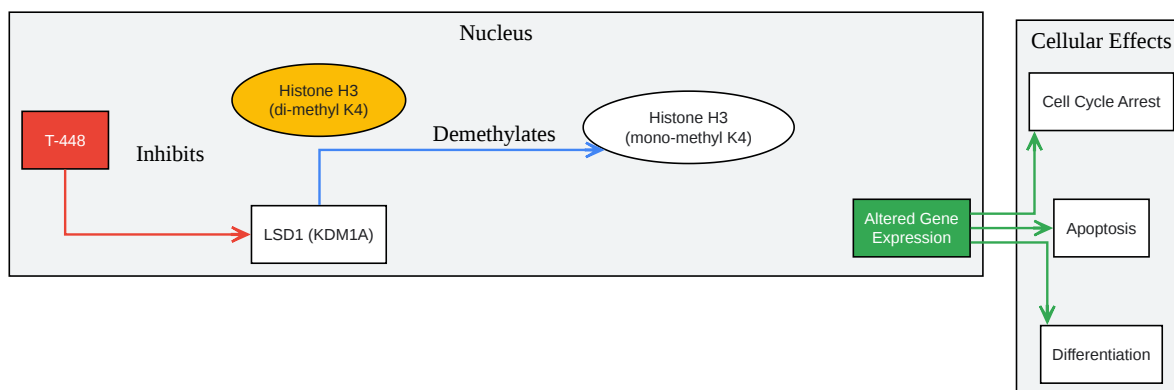 Nucleus
Cellular Effects
Histone H3
(di-methyl K4)
T-448
Inhibits
Demethylates
Histone H3
(mono-methyl K4)
LSD1 (KDM1A)
Altered Gene
Expression
Cell Cycle Arrest
Apoptosis
Differentiation